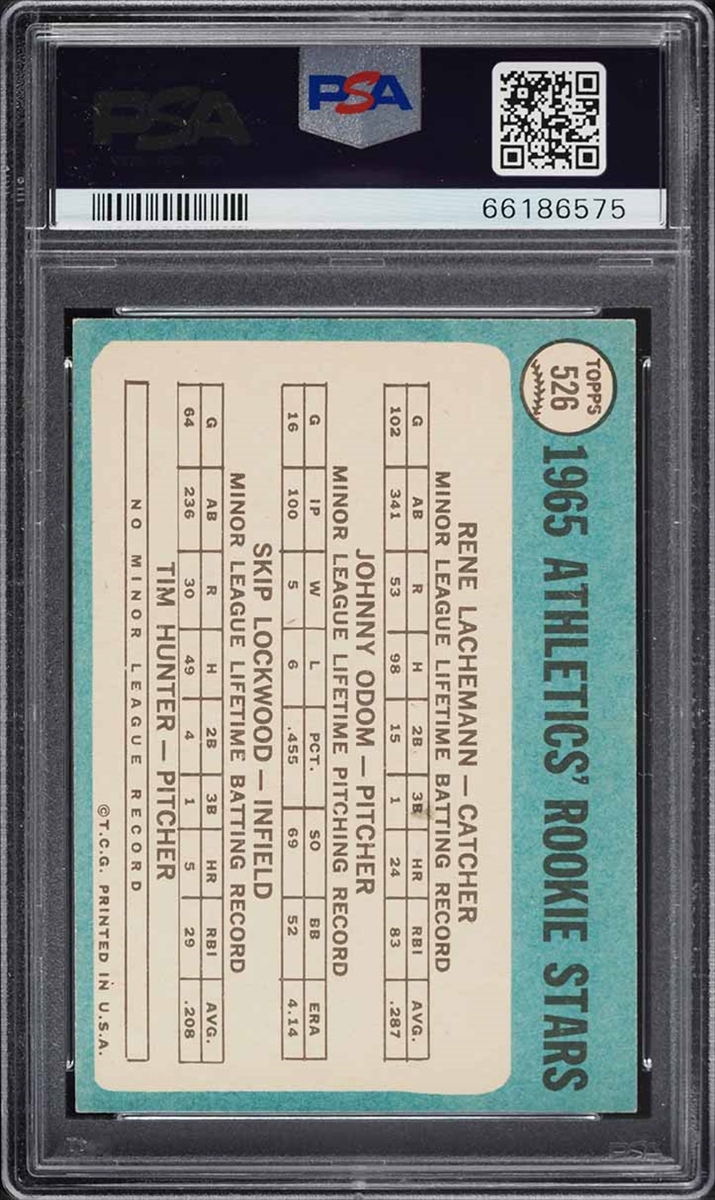 PSA
PSA
66186575
TOPPS
526
1965 ATHLETICS' ROOKIE STARS
RENE LACHEMANN — CATCHER
MINOR LEAGUE LIFETIME BATTING RECORD
G AB R H 2B 3B HR RBI AVG.
102 341 53 98 15 1 24 83 .287
JOHNNY ODOM — PITCHER
MINOR LEAGUE LIFETIME PITCHING RECORD
G IP W L PCT. SO BB ERA
16 100 5 6 .455 69 52 4.14
SKIP LOCKWOOD — INFIELD
MINOR LEAGUE LIFETIME BATTING RECORD
G AB R H 2B 3B HR RBI AVG.
64 236 30 49 4 1 5 29 .208
TIM HUNTER — PITCHER
NO MINOR LEAGUE RECORD
©T.C.G. PRINTED IN U.S.A.
PSA